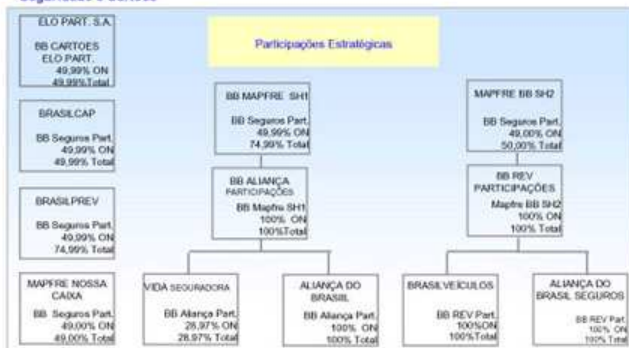 Seguridade e Cartões
Participações Estratégicas
ELO PART. S.A.
BB CARTOES
ELO PART.
49,99% ON
49,99% Total
BRASILCAP
BB Seguros Part.
49,99% ON
49,99% Total
BRASILPREV
BB Seguros Part.
49,99% ON
74,99% Total
MAPFRE NOSSA
CAIXA
BB Seguros Part.
49,00% ON
49,00% Total
BB MAPFRE SH1
BB Seguros Part.
49,99% ON
74,99% Total
BB ALIANÇA
PARTICIPAÇÕES
BB Mapfre SH1
100% ON
100%Total
VIDA SEGURADORA
BB Aliança Part.
26,97% ON
26,97% Total
ALIANÇA DO
BRASIL
BB Aliança Part.
100% ON
100% Total
MAPFRE BB SH2
BB Seguros Part.
49,00% ON
50,00% Total
BB REV
PARTICIPAÇÕES
Mapfre BB SH2
100% ON
100%Total
BRASILVEÍCULOS
BB REV Part.
100%ON
100%Total
ALIANÇA DO
BRASIL SEGUROS
BB REV Part.
100% ON
100% Total